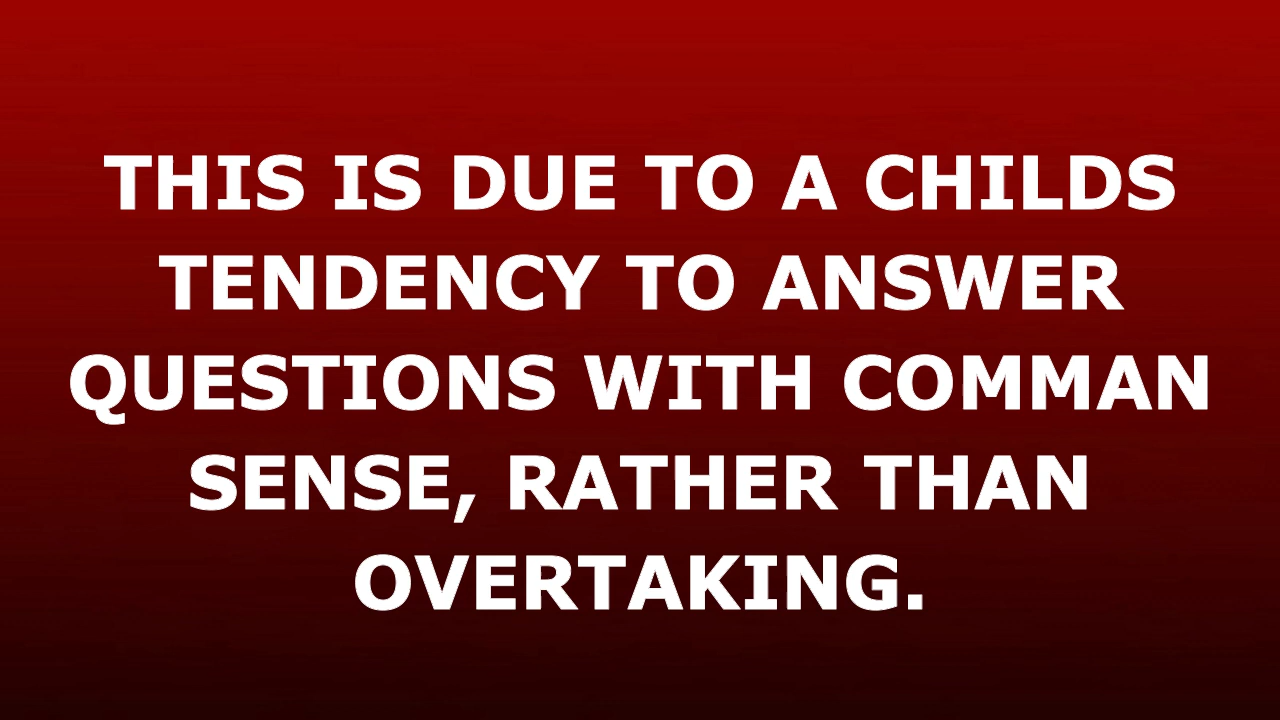 THIS IS DUE TO A CHILDS
TENDENCY TO ANSWER
QUESTIONS WITH COMMAN
SENSE, RATHER THAN
OVERTAKING.